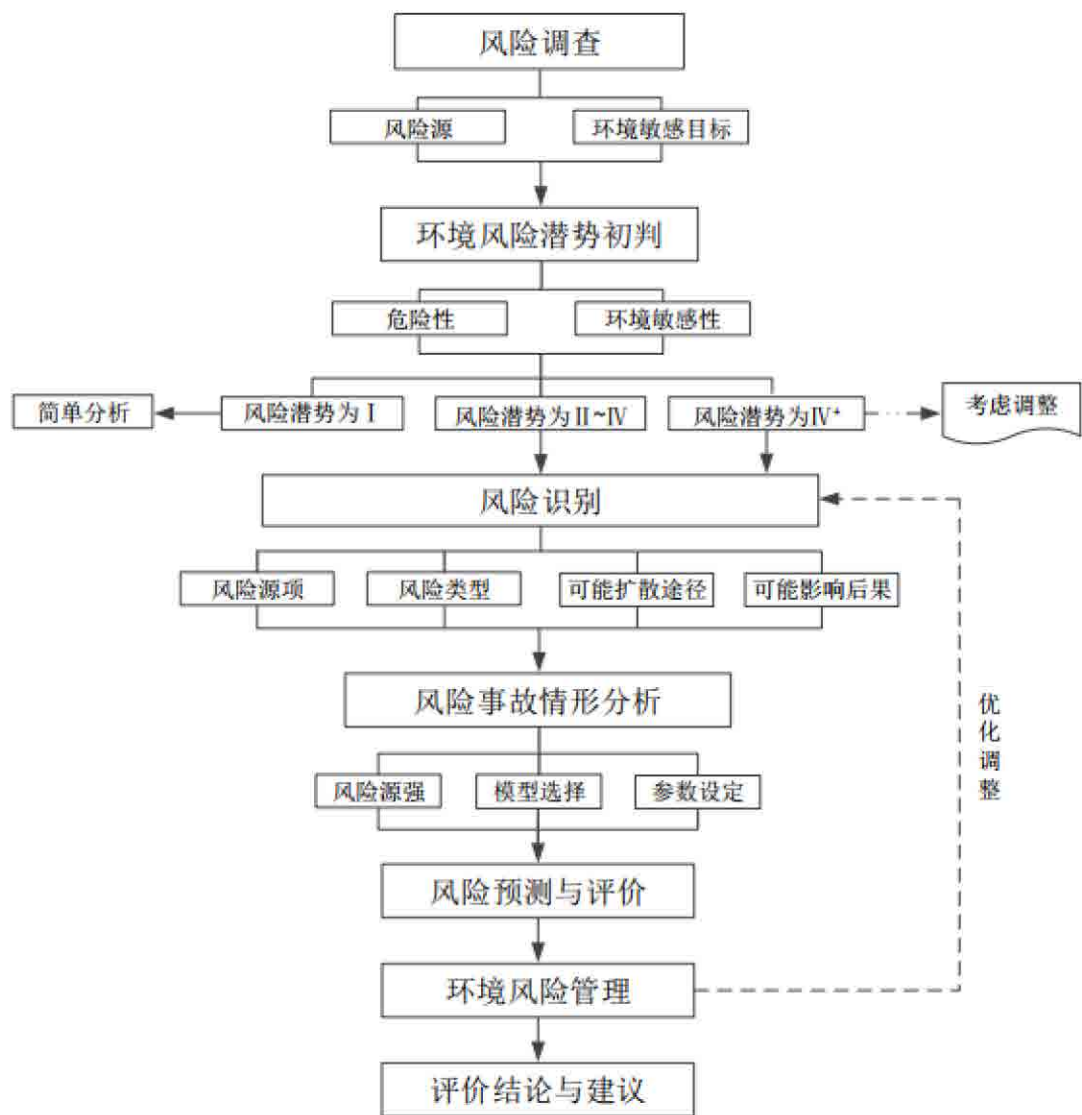 风险调查
风险源
环境敏感目标
环境风险潜势初判
危险性
环境敏感性
简单分析
风险潜势为Ⅰ
风险潜势为Ⅱ~Ⅳ
风险潜势为Ⅳ⁺
考虑调整
风险识别
风险源项
风险类型
可能扩散途径
可能影响后果
风险事故情形分析
优化调整
风险源强
模型选择
参数设定
风险预测与评价
环境风险管理
评价结论与建议